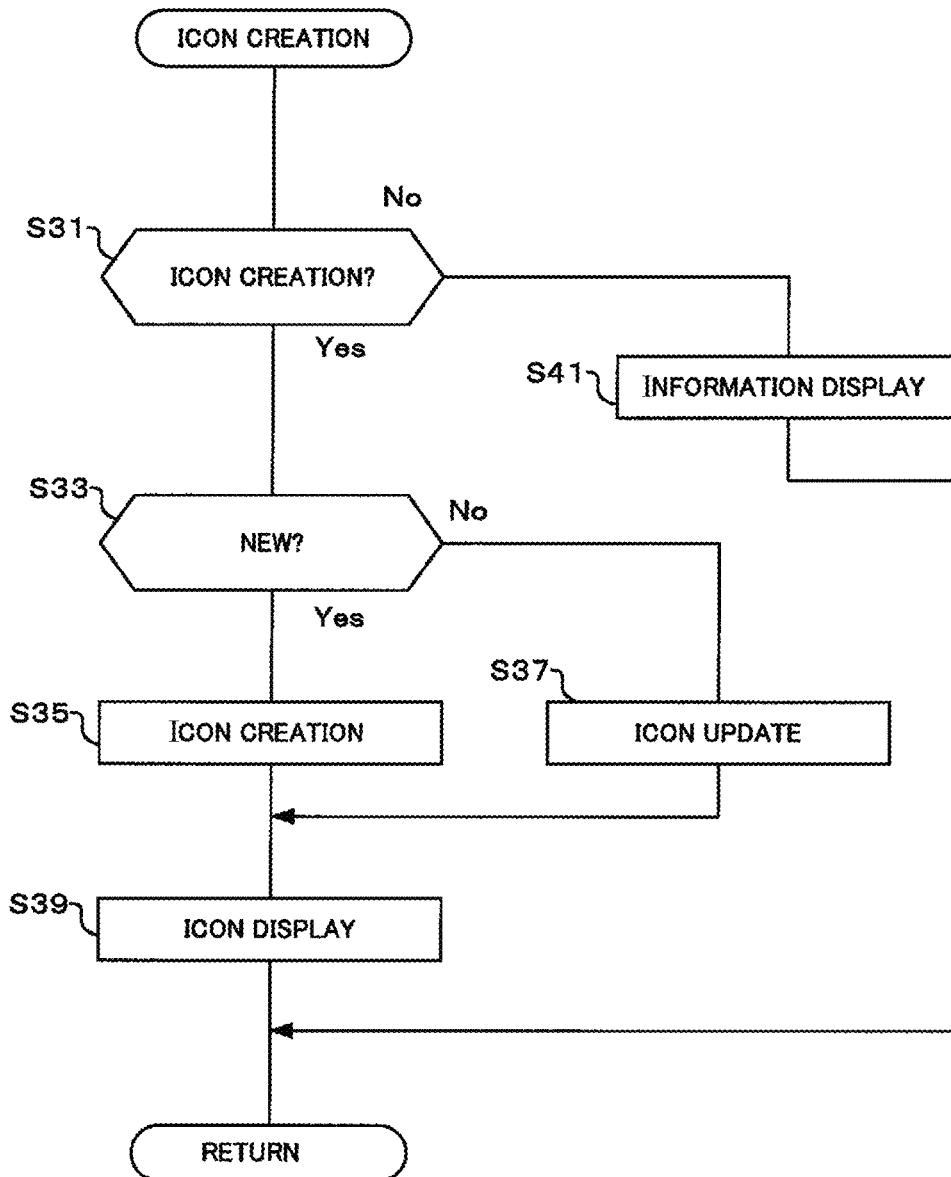 ICON CREATION
No
S31
ICON CREATION?
Yes
S41
INFORMATION DISPLAY
S33
No
NEW?
Yes
S37
S35
ICON CREATION
ICON UPDATE
S39
ICON DISPLAY
RETURN